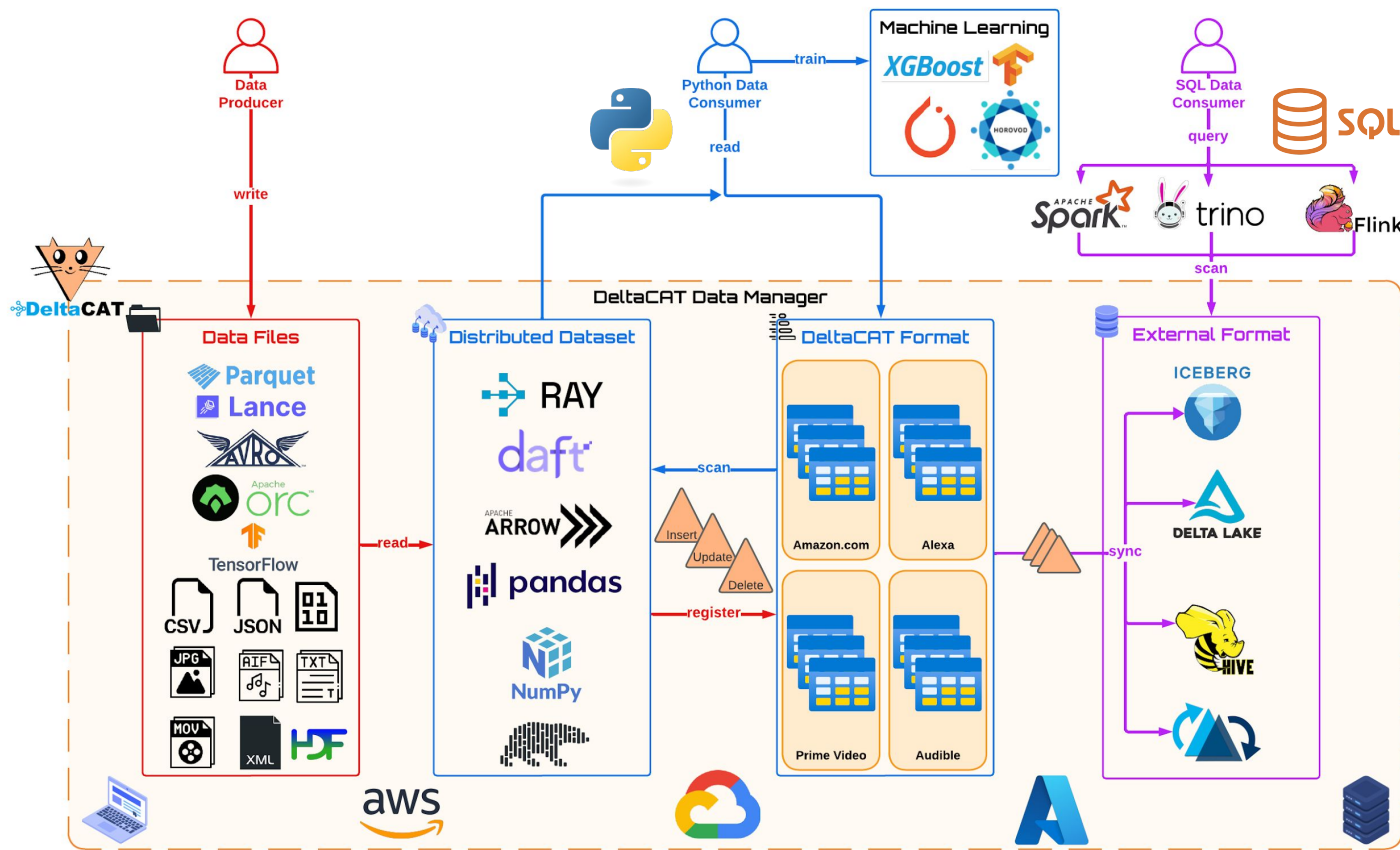 Data
Producer
write
Python Data
Consumer
train
read
Machine Learning
XGBoost
HOROVOD
SQL Data
Consumer
query
SQL
APACHE
Spark
trino
Flink
scan
DeltaCAT
DeltaCAT Data Manager
Data Files
Parquet
Lance
AVRO
Apache
orc
TensorFlow
CSV
JSON
01
10
JPG
AIF
TXT
T
MOV
XML
HDF
read
Distributed Dataset
RAY
daft
APACHE
ARROW
pandas
NumPy
scan
Insert
Update
Delete
register
DeltaCAT Format
Amazon.com
Alexa
Prime Video
Audible
sync
External Format
ICEBERG
DELTA LAKE
HIVE
aws